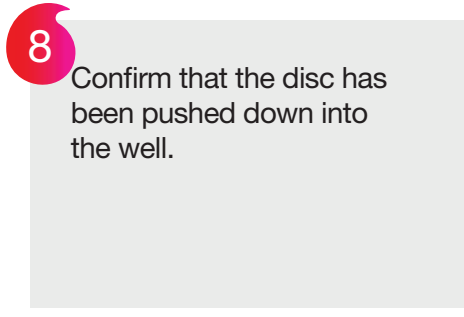 8
Confirm that the disc has
been pushed down into
the well.